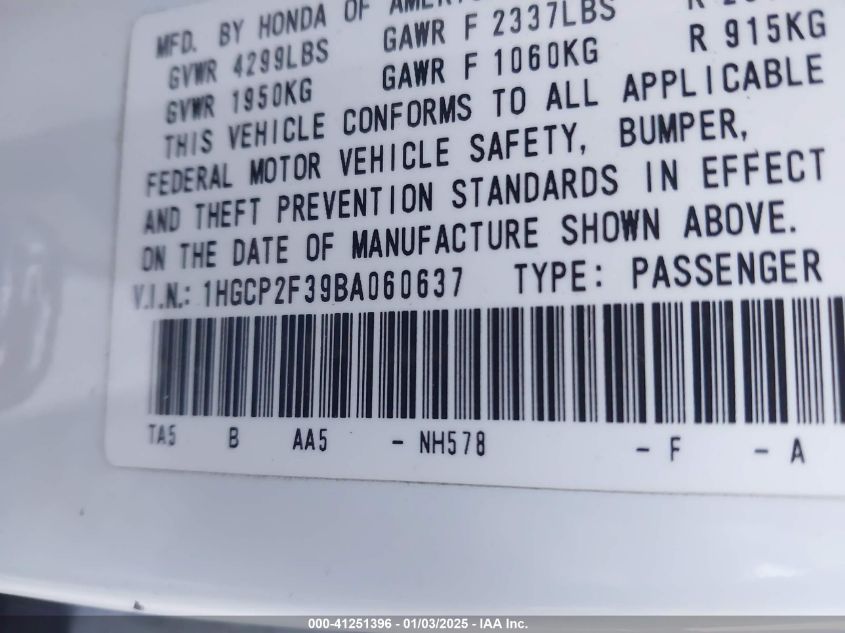 MFD. BY HONDA OF
GVWR 4299LBS GAWR F 2337LBS R
GVWR 1950KG GAWR F 1060KG R 915KG
THIS VEHICLE CONFORMS TO ALL APPLICABLE
FEDERAL MOTOR VEHICLE SAFETY, BUMPER,
AND THEFT PREVENTION STANDARDS IN EFFECT
ON THE DATE OF MANUFACTURE SHOWN ABOVE.
V.I.N.: 1HGCP2F39BA060637 TYPE: PASSENGER
TA5 B AA5 - NH578 - F - A
000-41251396 — 01/03/2025 — IAA Inc.